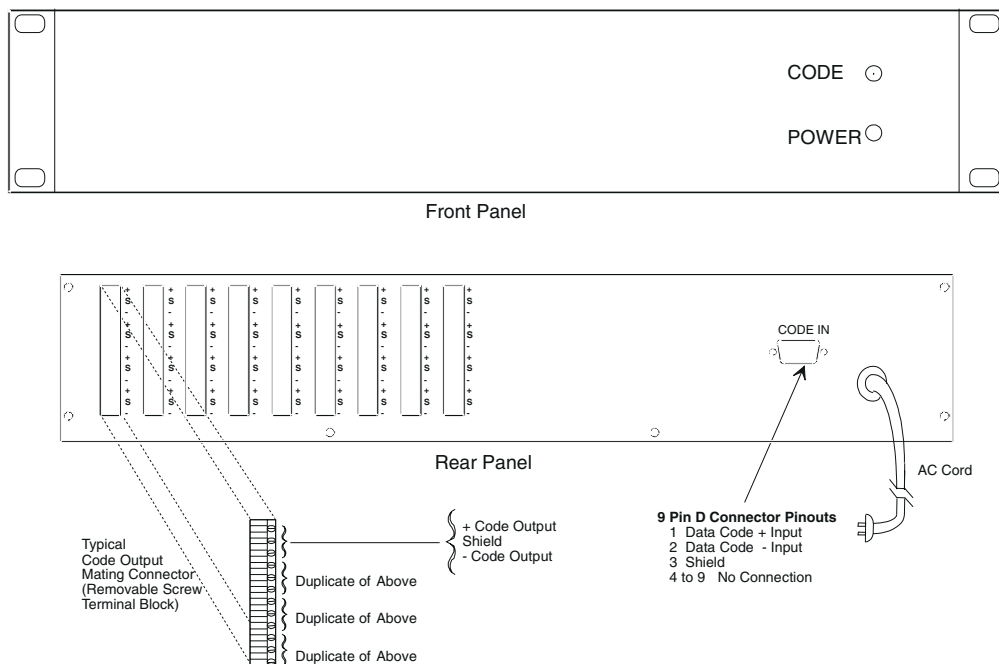 CODE
POWER
Front Panel
+ + + + + + + + +
S S S S S S S S S
- - - - - - - - -
+ + + + + + + + +
S S S S S S S S S
- - - - - - - - -
+ + + + + + + + +
S S S S S S S S S
- - - - - - - - -
+ + + + + + + + +
S S S S S S S S S
- - - - - - - - -
CODE IN
Rear Panel
AC Cord
9 Pin D Connector Pinouts
1 Data Code + Input
2 Data Code - Input
3 Shield
4 to 9 No Connection
+ Code Output
Shield
- Code Output
Typical
Code Output
Mating Connector
(Removable Screw
Terminal Block)
Duplicate of Above
Duplicate of Above
Duplicate of Above